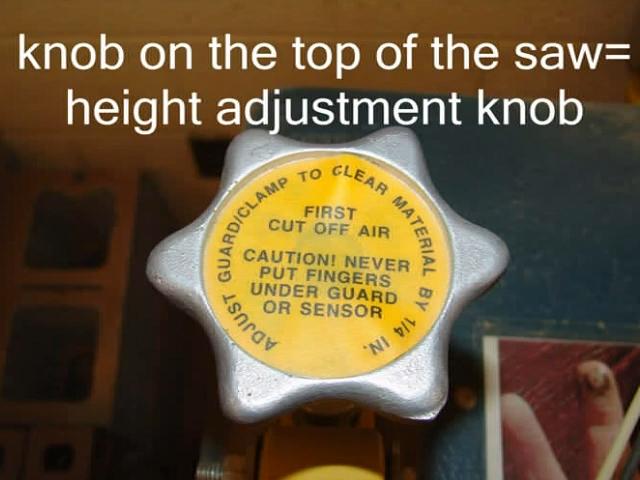 knob on the top of the saw=
height adjustment knob
ADJUST GUARD/CLAMP TO CLEAR MATERIAL BY 1/4 IN.
FIRST
CUT OFF AIR
CAUTION! NEVER
PUT FINGERS
UNDER GUARD
OR SENSOR